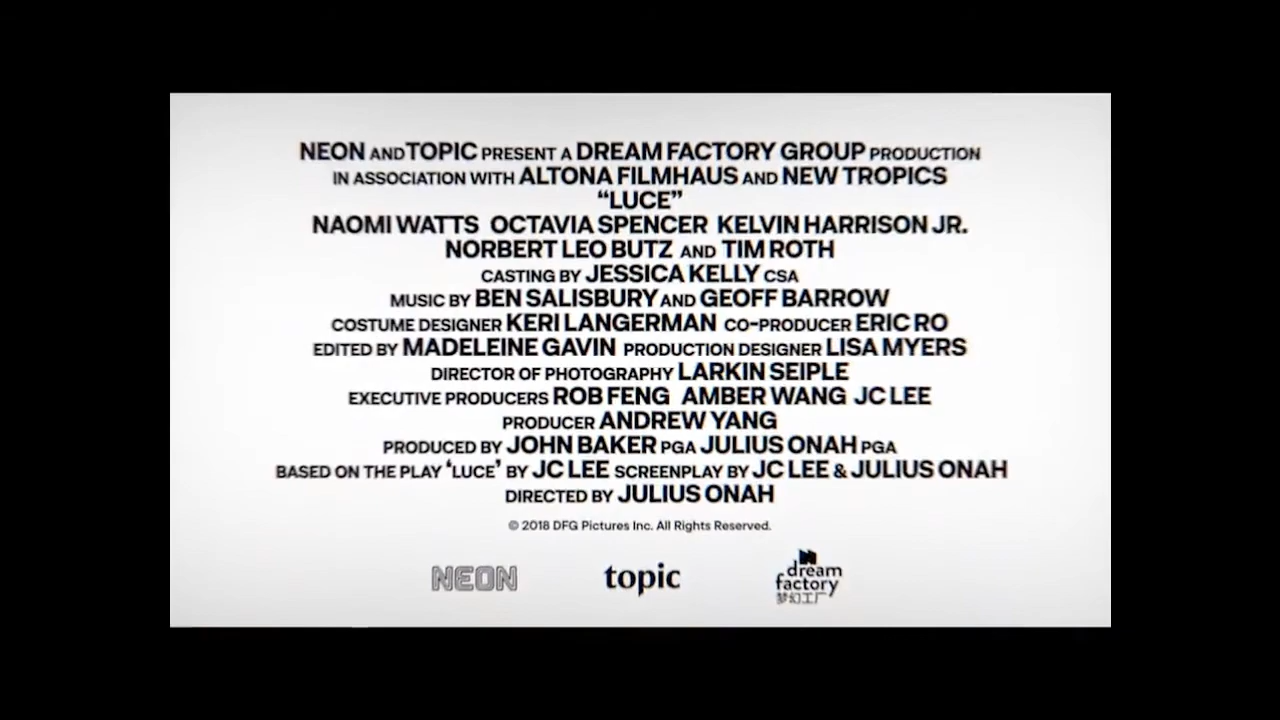 NEON AND TOPIC PRESENT A DREAM FACTORY GROUP PRODUCTION
IN ASSOCIATION WITH ALTONA FILMHAUS AND NEW TROPICS
“LUCE”
NAOMI WATTS OCTAVIA SPENCER KELVIN HARRISON JR.
NORBERT LEO BUTZ AND TIM ROTH
CASTING BY JESSICA KELLY CSA
MUSIC BY BEN SALISBURY AND GEOFF BARROW
COSTUME DESIGNER KERI LANGERMAN CO-PRODUCER ERIC RO
EDITED BY MADELEINE GAVIN PRODUCTION DESIGNER LISA MYERS
DIRECTOR OF PHOTOGRAPHY LARKIN SEIPLE
EXECUTIVE PRODUCERS ROB FENG AMBER WANG JC LEE
PRODUCER ANDREW YANG
PRODUCED BY JOHN BAKER PGA JULIUS ONAH PGA
BASED ON THE PLAY ‘LUCE’ BY JC LEE SCREENPLAY BY JC LEE & JULIUS ONAH
DIRECTED BY JULIUS ONAH
© 2018 DFG Pictures Inc. All Rights Reserved.
NEON
topic
dream
factory
梦幻工厂